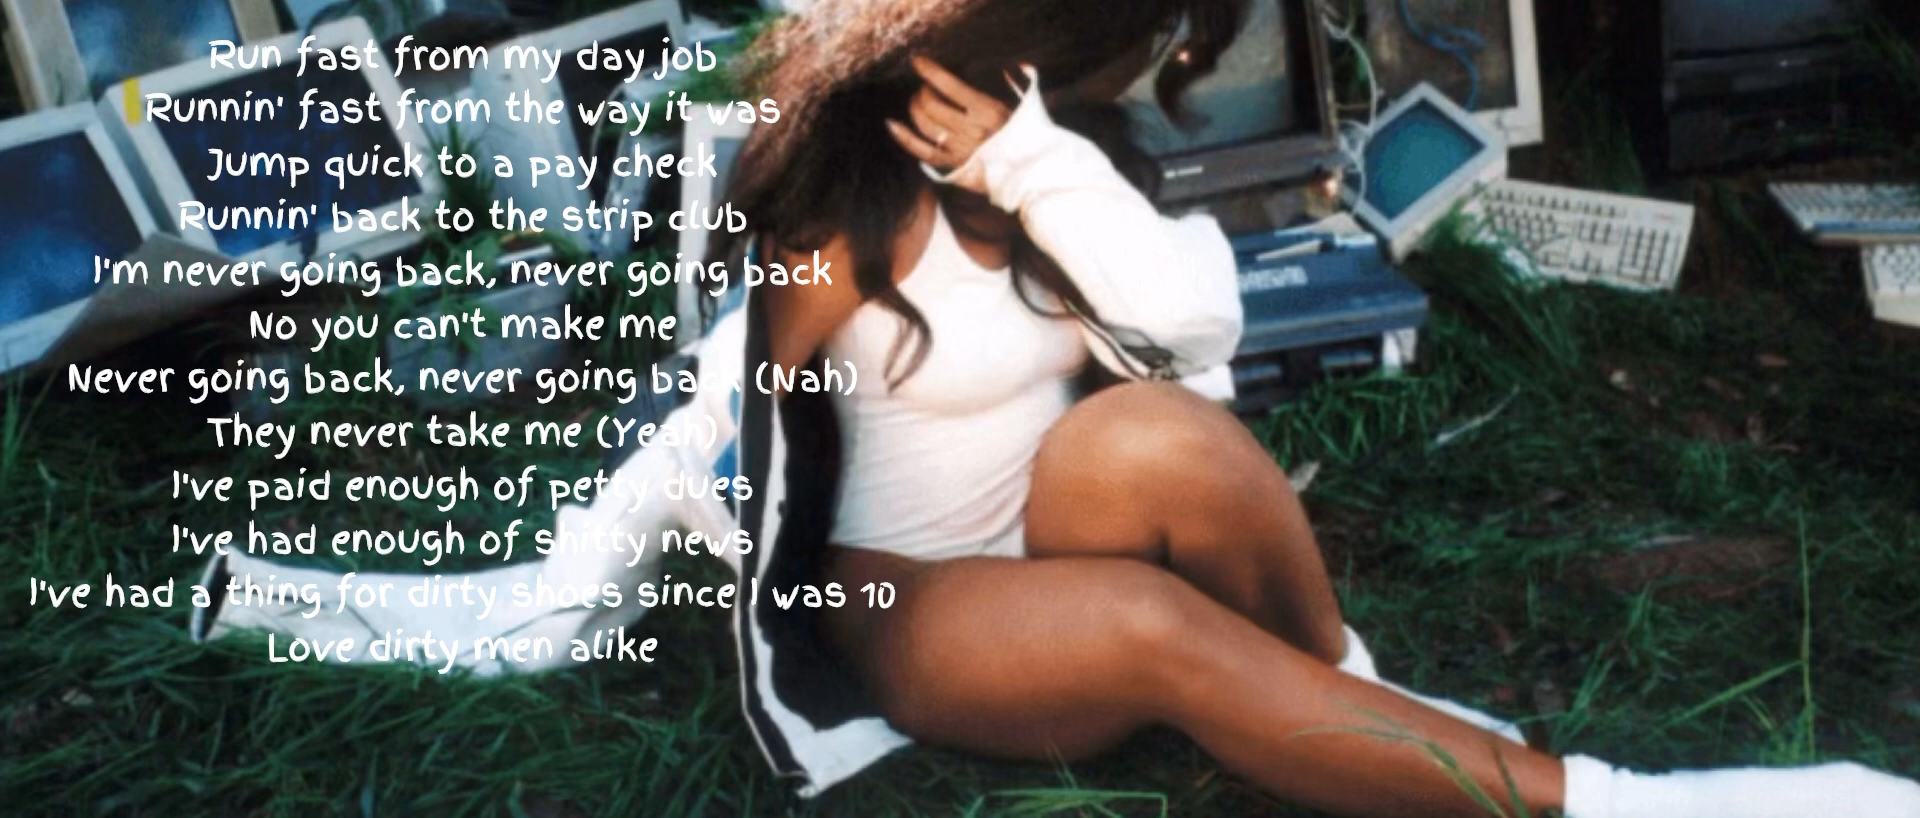 Run fast from my day job
Runnin' fast from the way it was
Jump quick to a pay check
Runnin' back to the strip club
I'm never going back, never going back
No you can't make me
Never going back, never going back (Nah)
They never take me (Yeah)
I've paid enough of petty dues
I've had enough of shitty news
I've had a thing for dirty shoes since I was 10
Love dirty men alike